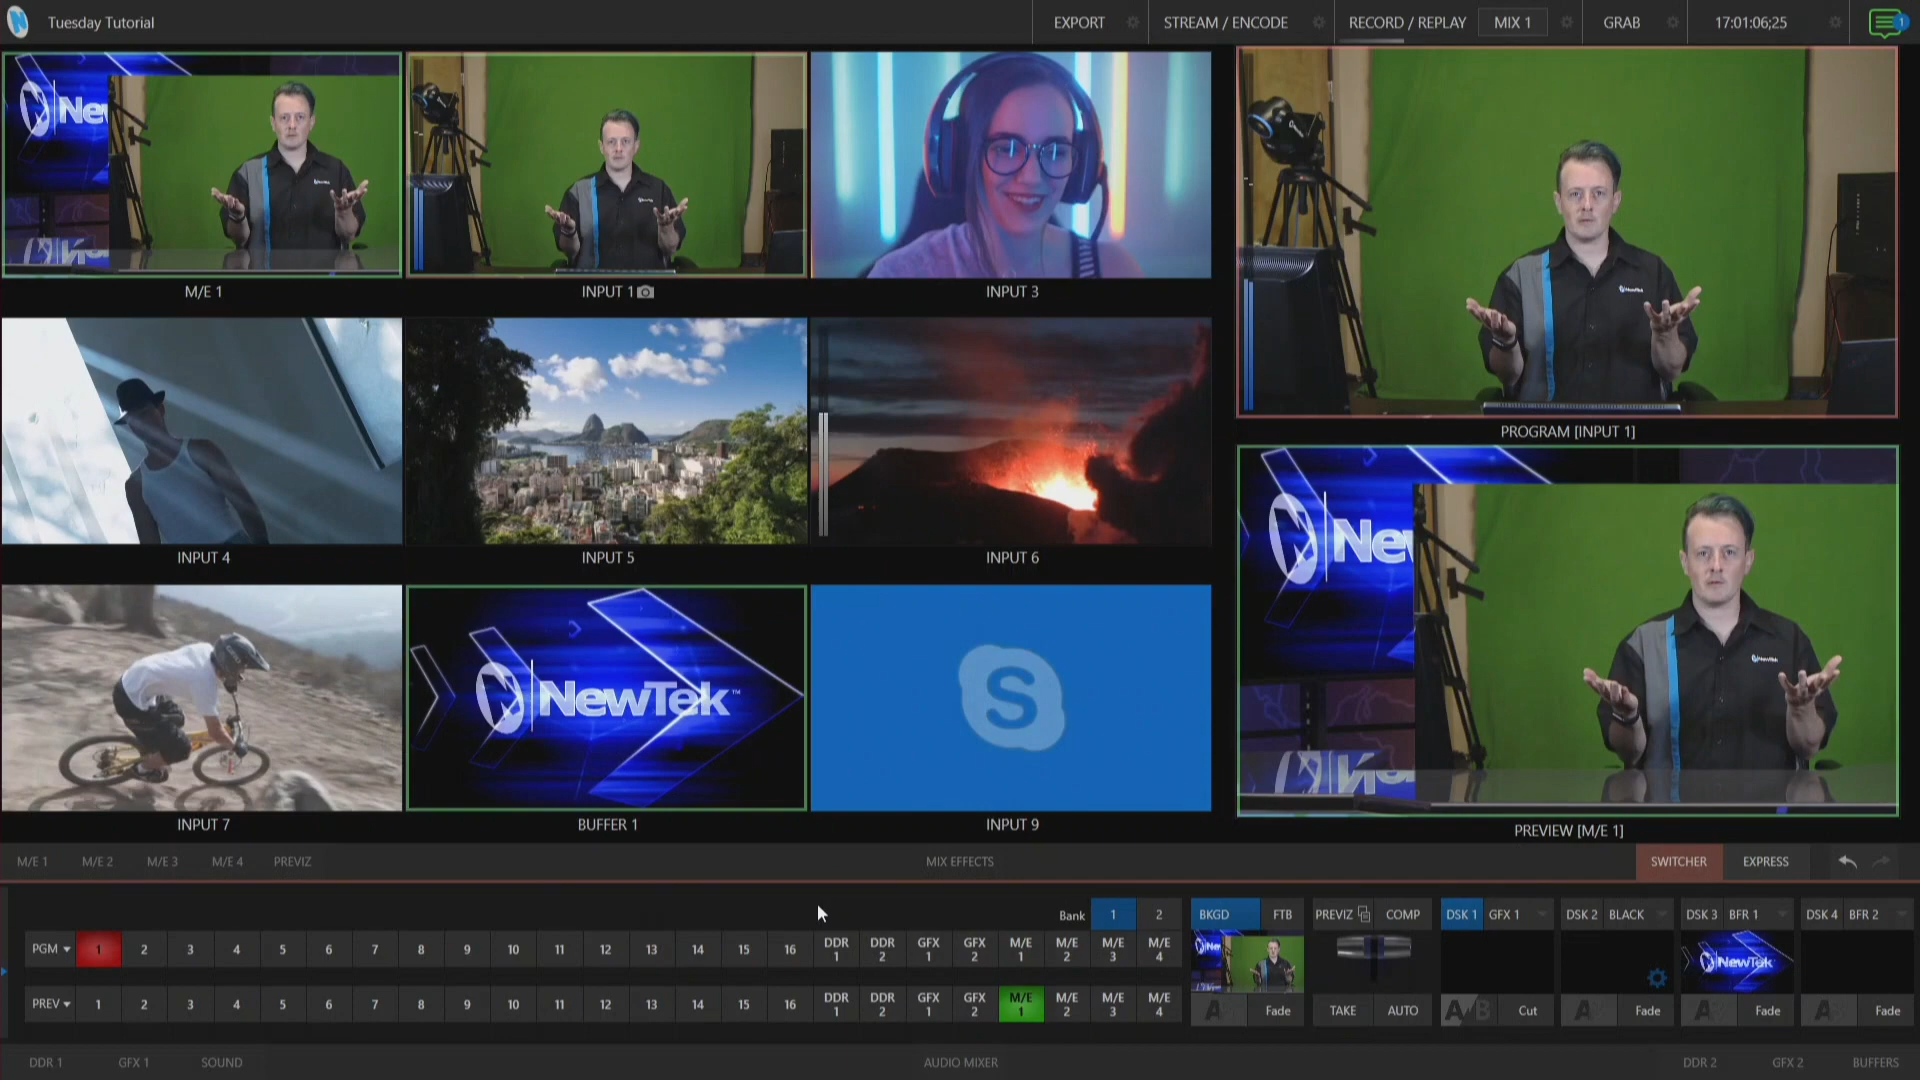 Tuesday Tutorial
EXPORT STREAM / ENCODE RECORD / REPLAY MIX 1 GRAB 17:01:06;25 1
M/E 1 INPUT 1 INPUT 3
PROGRAM [INPUT 1]
INPUT 4 INPUT 5 INPUT 6
NewTek™
INPUT 7 BUFFER 1 INPUT 9
PREVIEW [M/E 1]
M/E 1 M/E 2 M/E 3 M/E 4 PREVIZ MIX EFFECTS SWITCHER EXPRESS
Bank 1 2 BKGD FTB PREVIZ COMP DSK 1 GFX 1 DSK 2 BLACK DSK 3 BFR 1 DSK 4 BFR 2
PGM 1 2 3 4 5 6 7 8 9 10 11 12 13 14 15 16 DDR 1 DDR 2 GFX 1 GFX 2 M/E 1 M/E 2 M/E 3 M/E 4
NewTek
PREV 1 2 3 4 5 6 7 8 9 10 11 12 13 14 15 16 DDR 1 DDR 2 GFX 1 GFX 2 M/E 1 M/E 2 M/E 3 M/E 4
Fade TAKE AUTO A/B Cut Fade Fade Fade
DDR 1 GFX 1 SOUND AUDIO MIXER DDR 2 GFX 2 BUFFERS